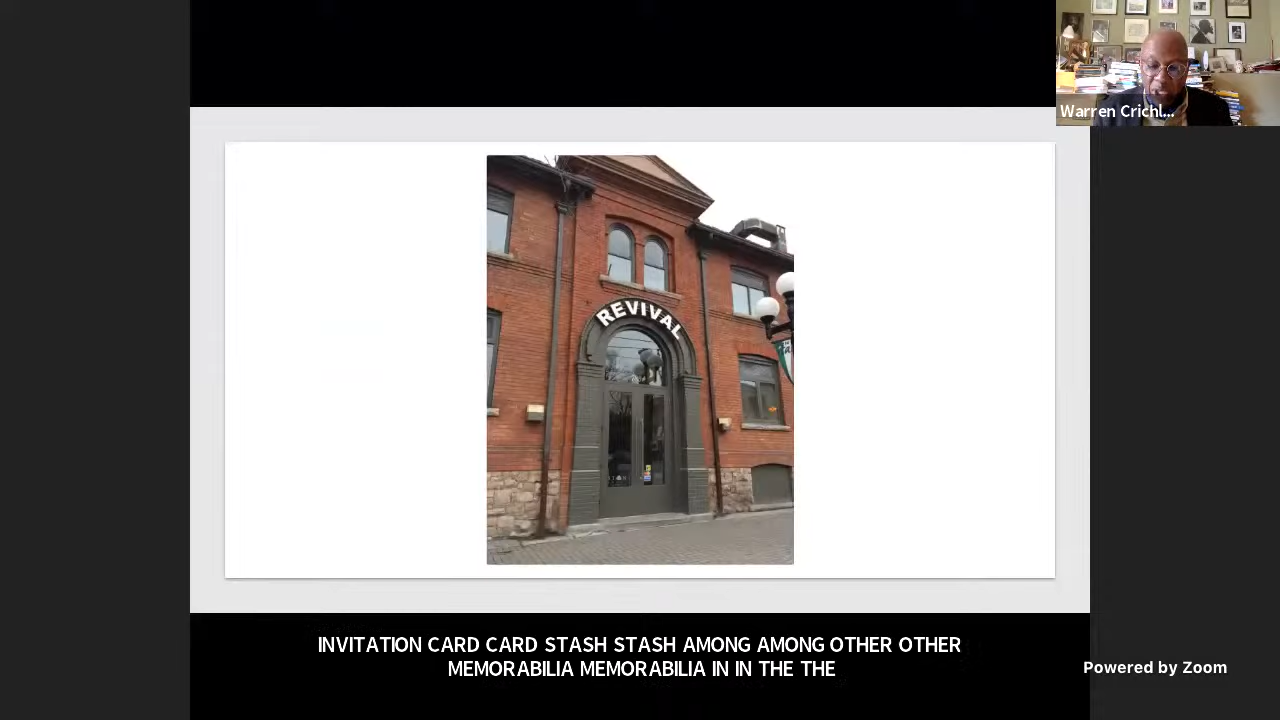 Warren Crichl...
REVIVAL
INVITATION CARD CARD STASH STASH AMONG AMONG OTHER OTHER
MEMORABILIA MEMORABILIA IN IN THE THE
Powered by Zoom